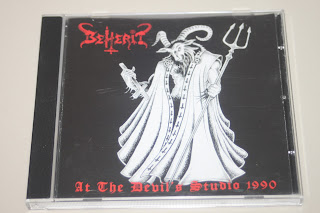 BEHERIT
At The Devil's Studio 1990